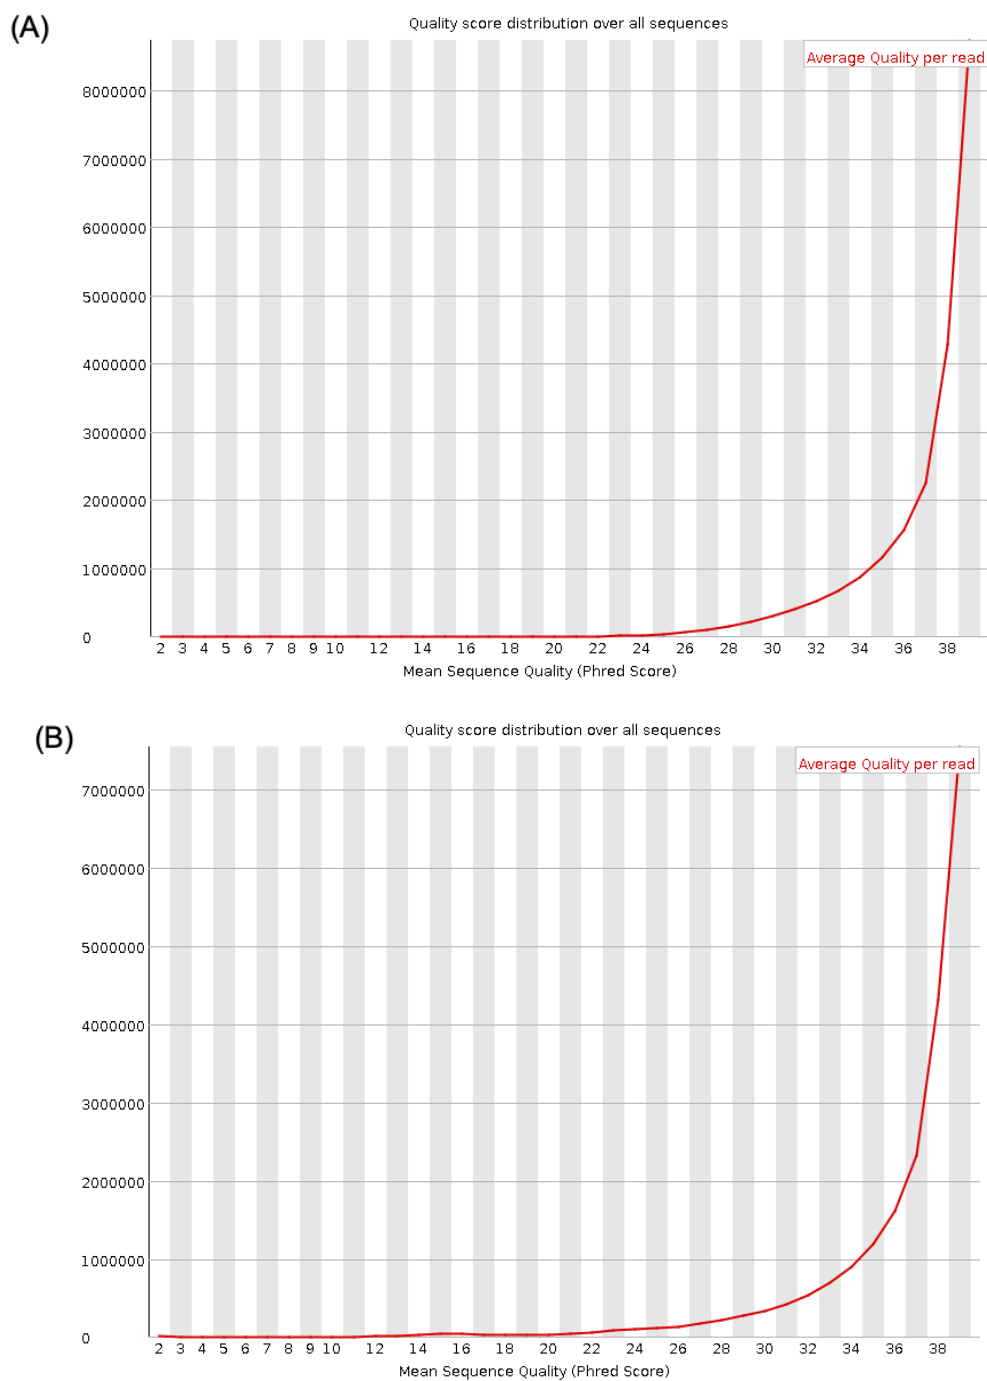 (A)
Quality score distribution over all sequences
Average Quality per read
8000000
7000000
6000000
5000000
4000000
3000000
2000000
1000000
0
2 3 4 5 6 7 8 9 10 12 14 16 18 20 22 24 26 28 30 32 34 36 38
Mean Sequence Quality (Phred Score)
(B)
Quality score distribution over all sequences
Average Quality per read
7000000
6000000
5000000
4000000
3000000
2000000
1000000
0
2 3 4 5 6 7 8 9 10 12 14 16 18 20 22 24 26 28 30 32 34 36 38
Mean Sequence Quality (Phred Score)